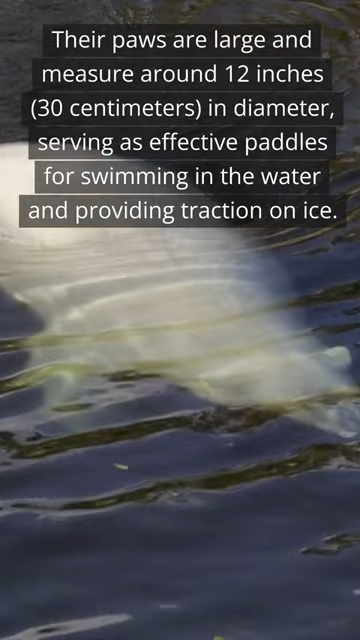 Their paws are large and
measure around 12 inches
(30 centimeters) in diameter,
serving as effective paddles
for swimming in the water
and providing traction on ice.